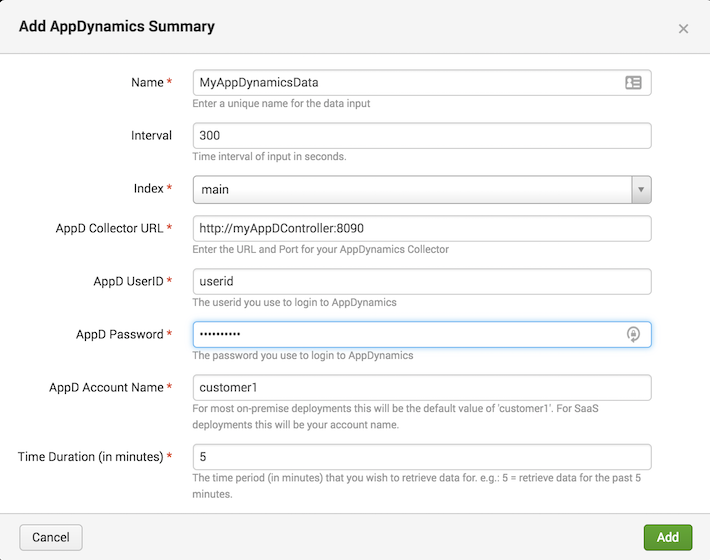 Add AppDynamics Summary
×
Name *
MyAppDynamicsData
Enter a unique name for the data input
Interval
300
Time interval of input in seconds.
Index *
main
AppD Collector URL *
http://myAppDController:8090
Enter the URL and Port for your AppDynamics Collector
AppD UserID *
userid
The userid you use to login to AppDynamics
AppD Password *
••••••••••
The password you use to login to AppDynamics
AppD Account Name *
customer1
For most on-premise deployments this will be the default value of 'customer1'. For SaaS
deployments this will be your account name.
Time Duration (in minutes) *
5
The time period (in minutes) that you wish to retrieve data for. e.g.: 5 = retrieve data for the past 5
minutes.
Cancel
Add